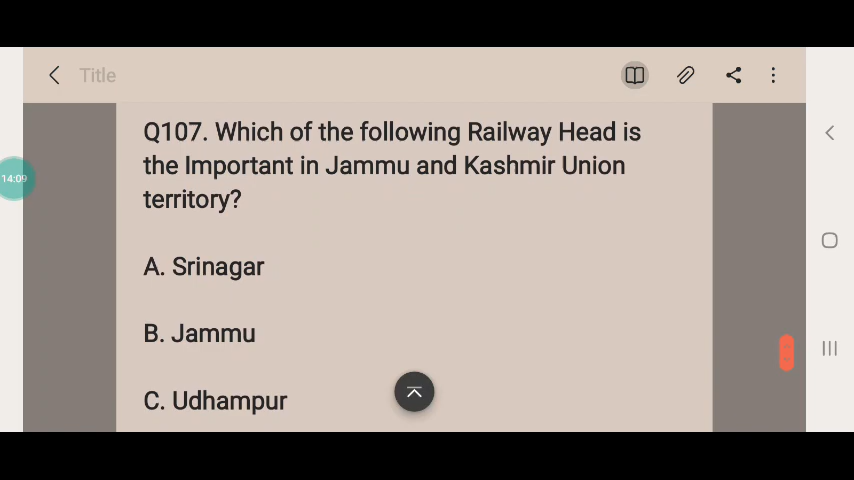 Title
Q107. Which of the following Railway Head is
the Important in Jammu and Kashmir Union
territory?
14:09
A. Srinagar
B. Jammu
C. Udhampur